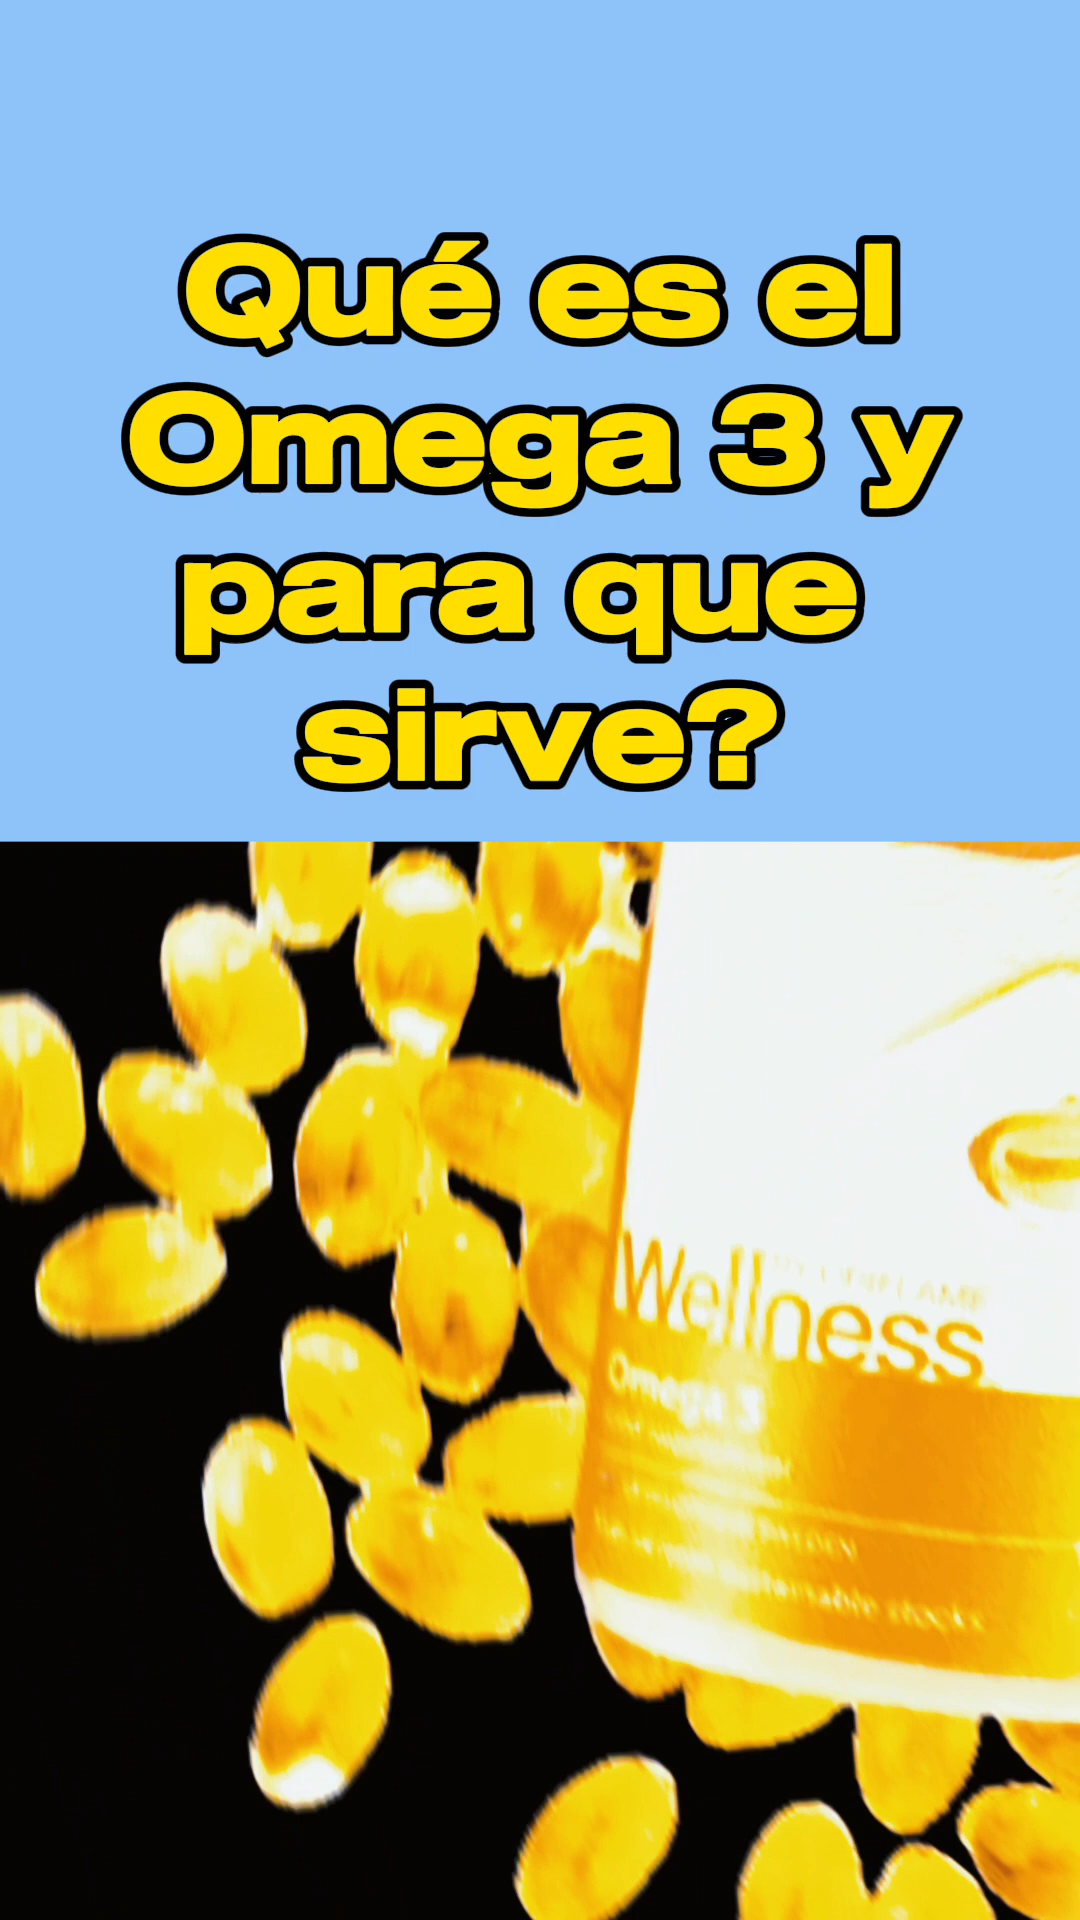 Qué es el
Omega 3 y
para que
sirve?
Wellness
Omega 3